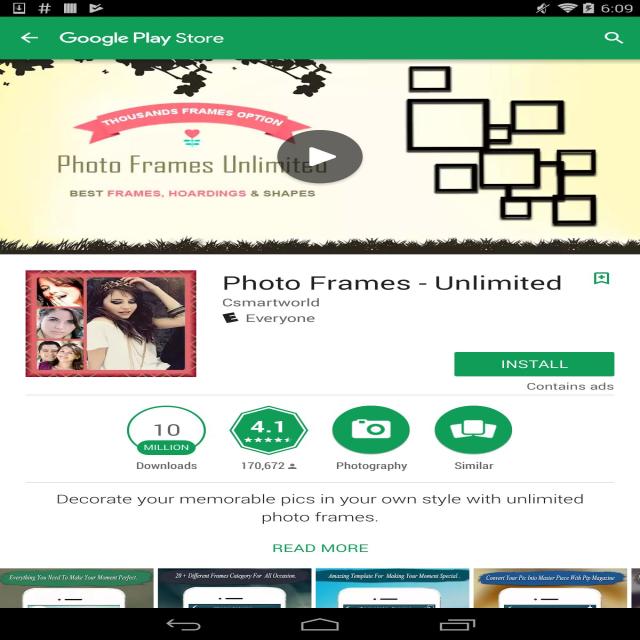 6:09
Google Play Store
THOUSANDS FRAMES OPTION
Photo Frames Unlimited
BEST FRAMES, HOARDINGS & SHAPES
Photo Frames - Unlimited
Csmartworld
E Everyone
INSTALL
Contains ads
10
MILLION
Downloads
4.1
170,672
Photography
Similar
Decorate your memorable pics in your own style with unlimited
photo frames.
READ MORE
Everything You Need To Make Your Moment Perfect.
20 + Different Frames Category For All Occasion.
Amazing Template For Making Your Moment Special.
Convert Your Pic Into Master Piece With Pip Magazine